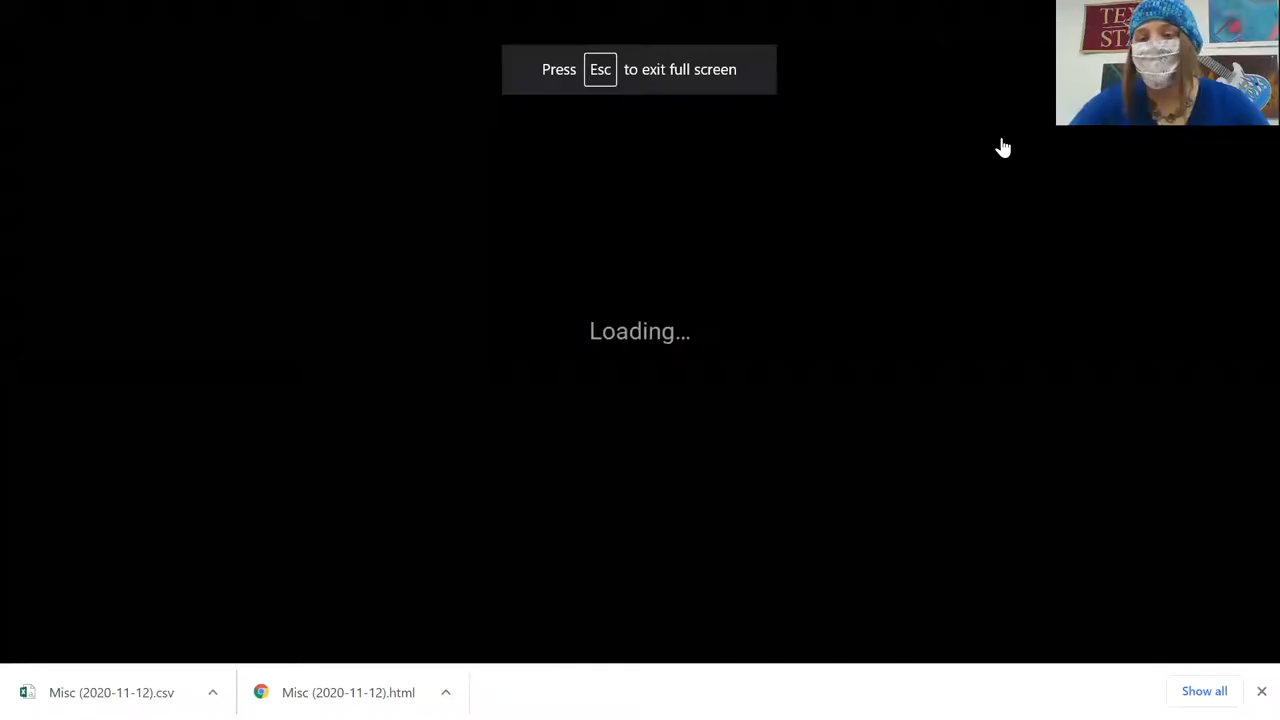 Press Esc to exit full screen
Loading...
Misc (2020-11-12).csv
Misc (2020-11-12).html
Show all